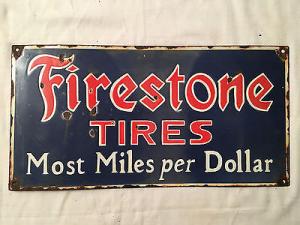 Firestone
TIRES
Most Miles per Dollar